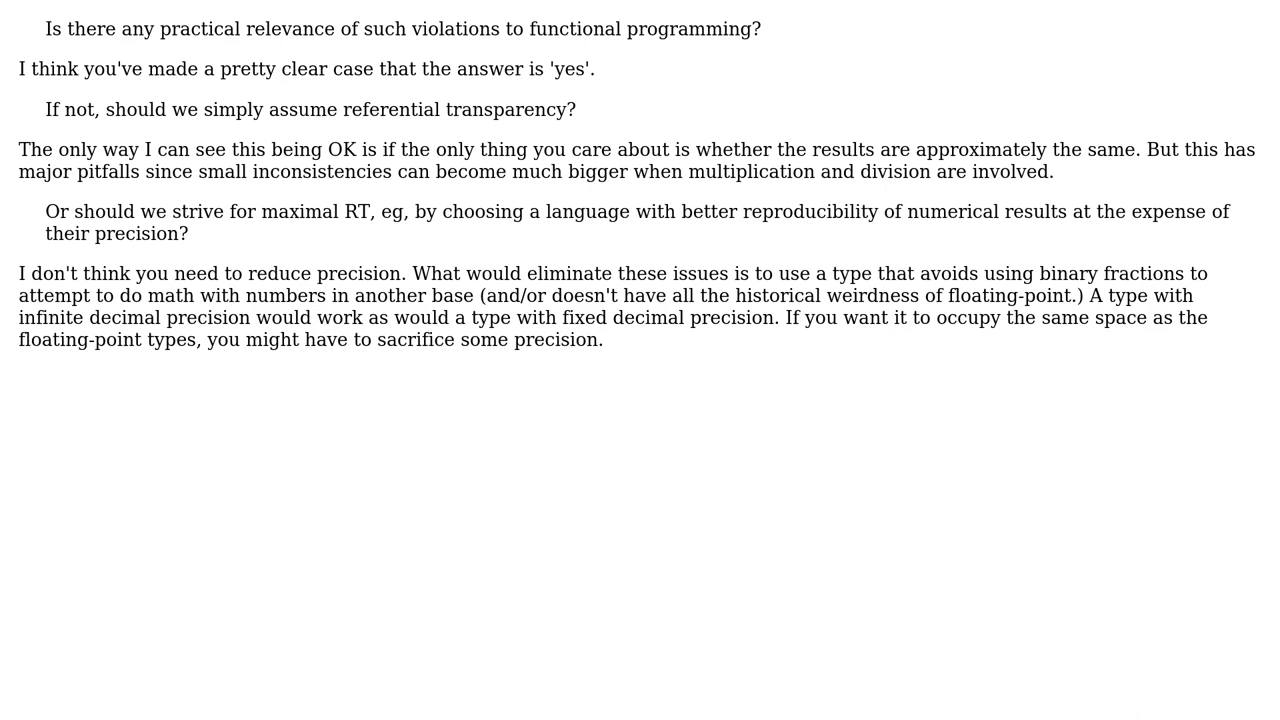 Is there any practical relevance of such violations to functional programming?
I think you've made a pretty clear case that the answer is 'yes'.
If not, should we simply assume referential transparency?
The only way I can see this being OK is if the only thing you care about is whether the results are approximately the same. But this has
major pitfalls since small inconsistencies can become much bigger when multiplication and division are involved.
Or should we strive for maximal RT, eg, by choosing a language with better reproducibility of numerical results at the expense of
their precision?
I don't think you need to reduce precision. What would eliminate these issues is to use a type that avoids using binary fractions to
attempt to do math with numbers in another base (and/or doesn't have all the historical weirdness of floating-point.) A type with
infinite decimal precision would work as would a type with fixed decimal precision. If you want it to occupy the same space as the
floating-point types, you might have to sacrifice some precision.